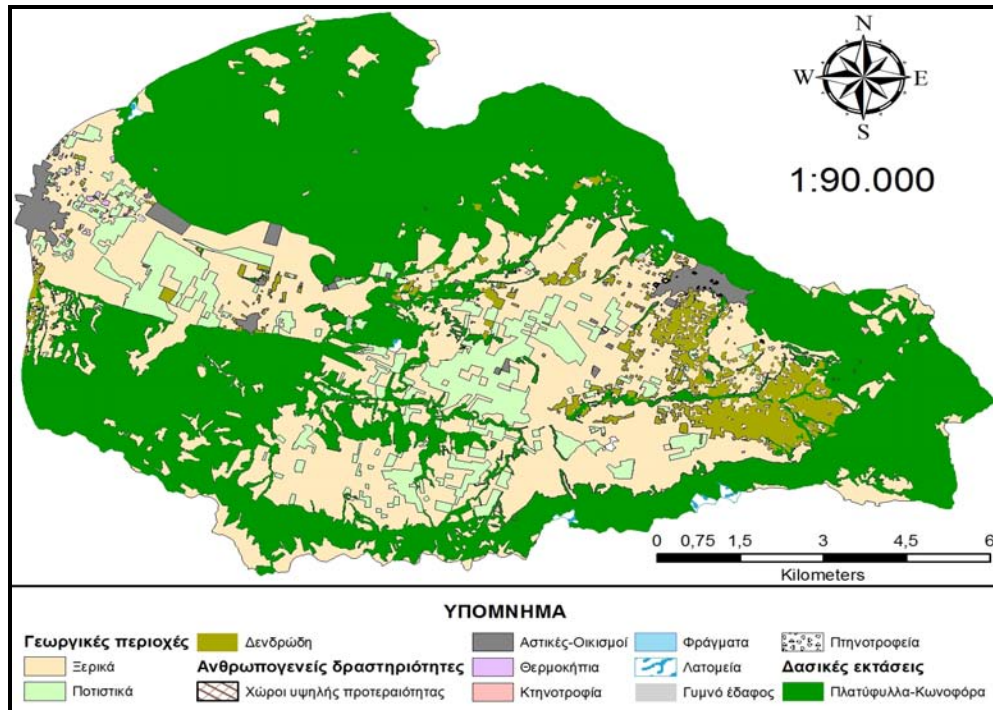 N
W E
S
1:90.000
0 0,75 1,5 3 4,5 6
Kilometers
ΥΠΟΜΝΗΜΑ
Γεωργικές περιοχές
Ξερικά
Ποτιστικά
Δενδρώδη
Ανθρωπογενείς δραστηριότητες
Χώροι υψηλής προτεραιότητας
Αστικές-Οικισμοί
Θερμοκήπια
Κτηνοτροφία
Φράγματα
Λατομεία
Γυμνό έδαφος
Πτηνοτροφεία
Δασικές εκτάσεις
Πλατύφυλλα-Κωνοφόρα